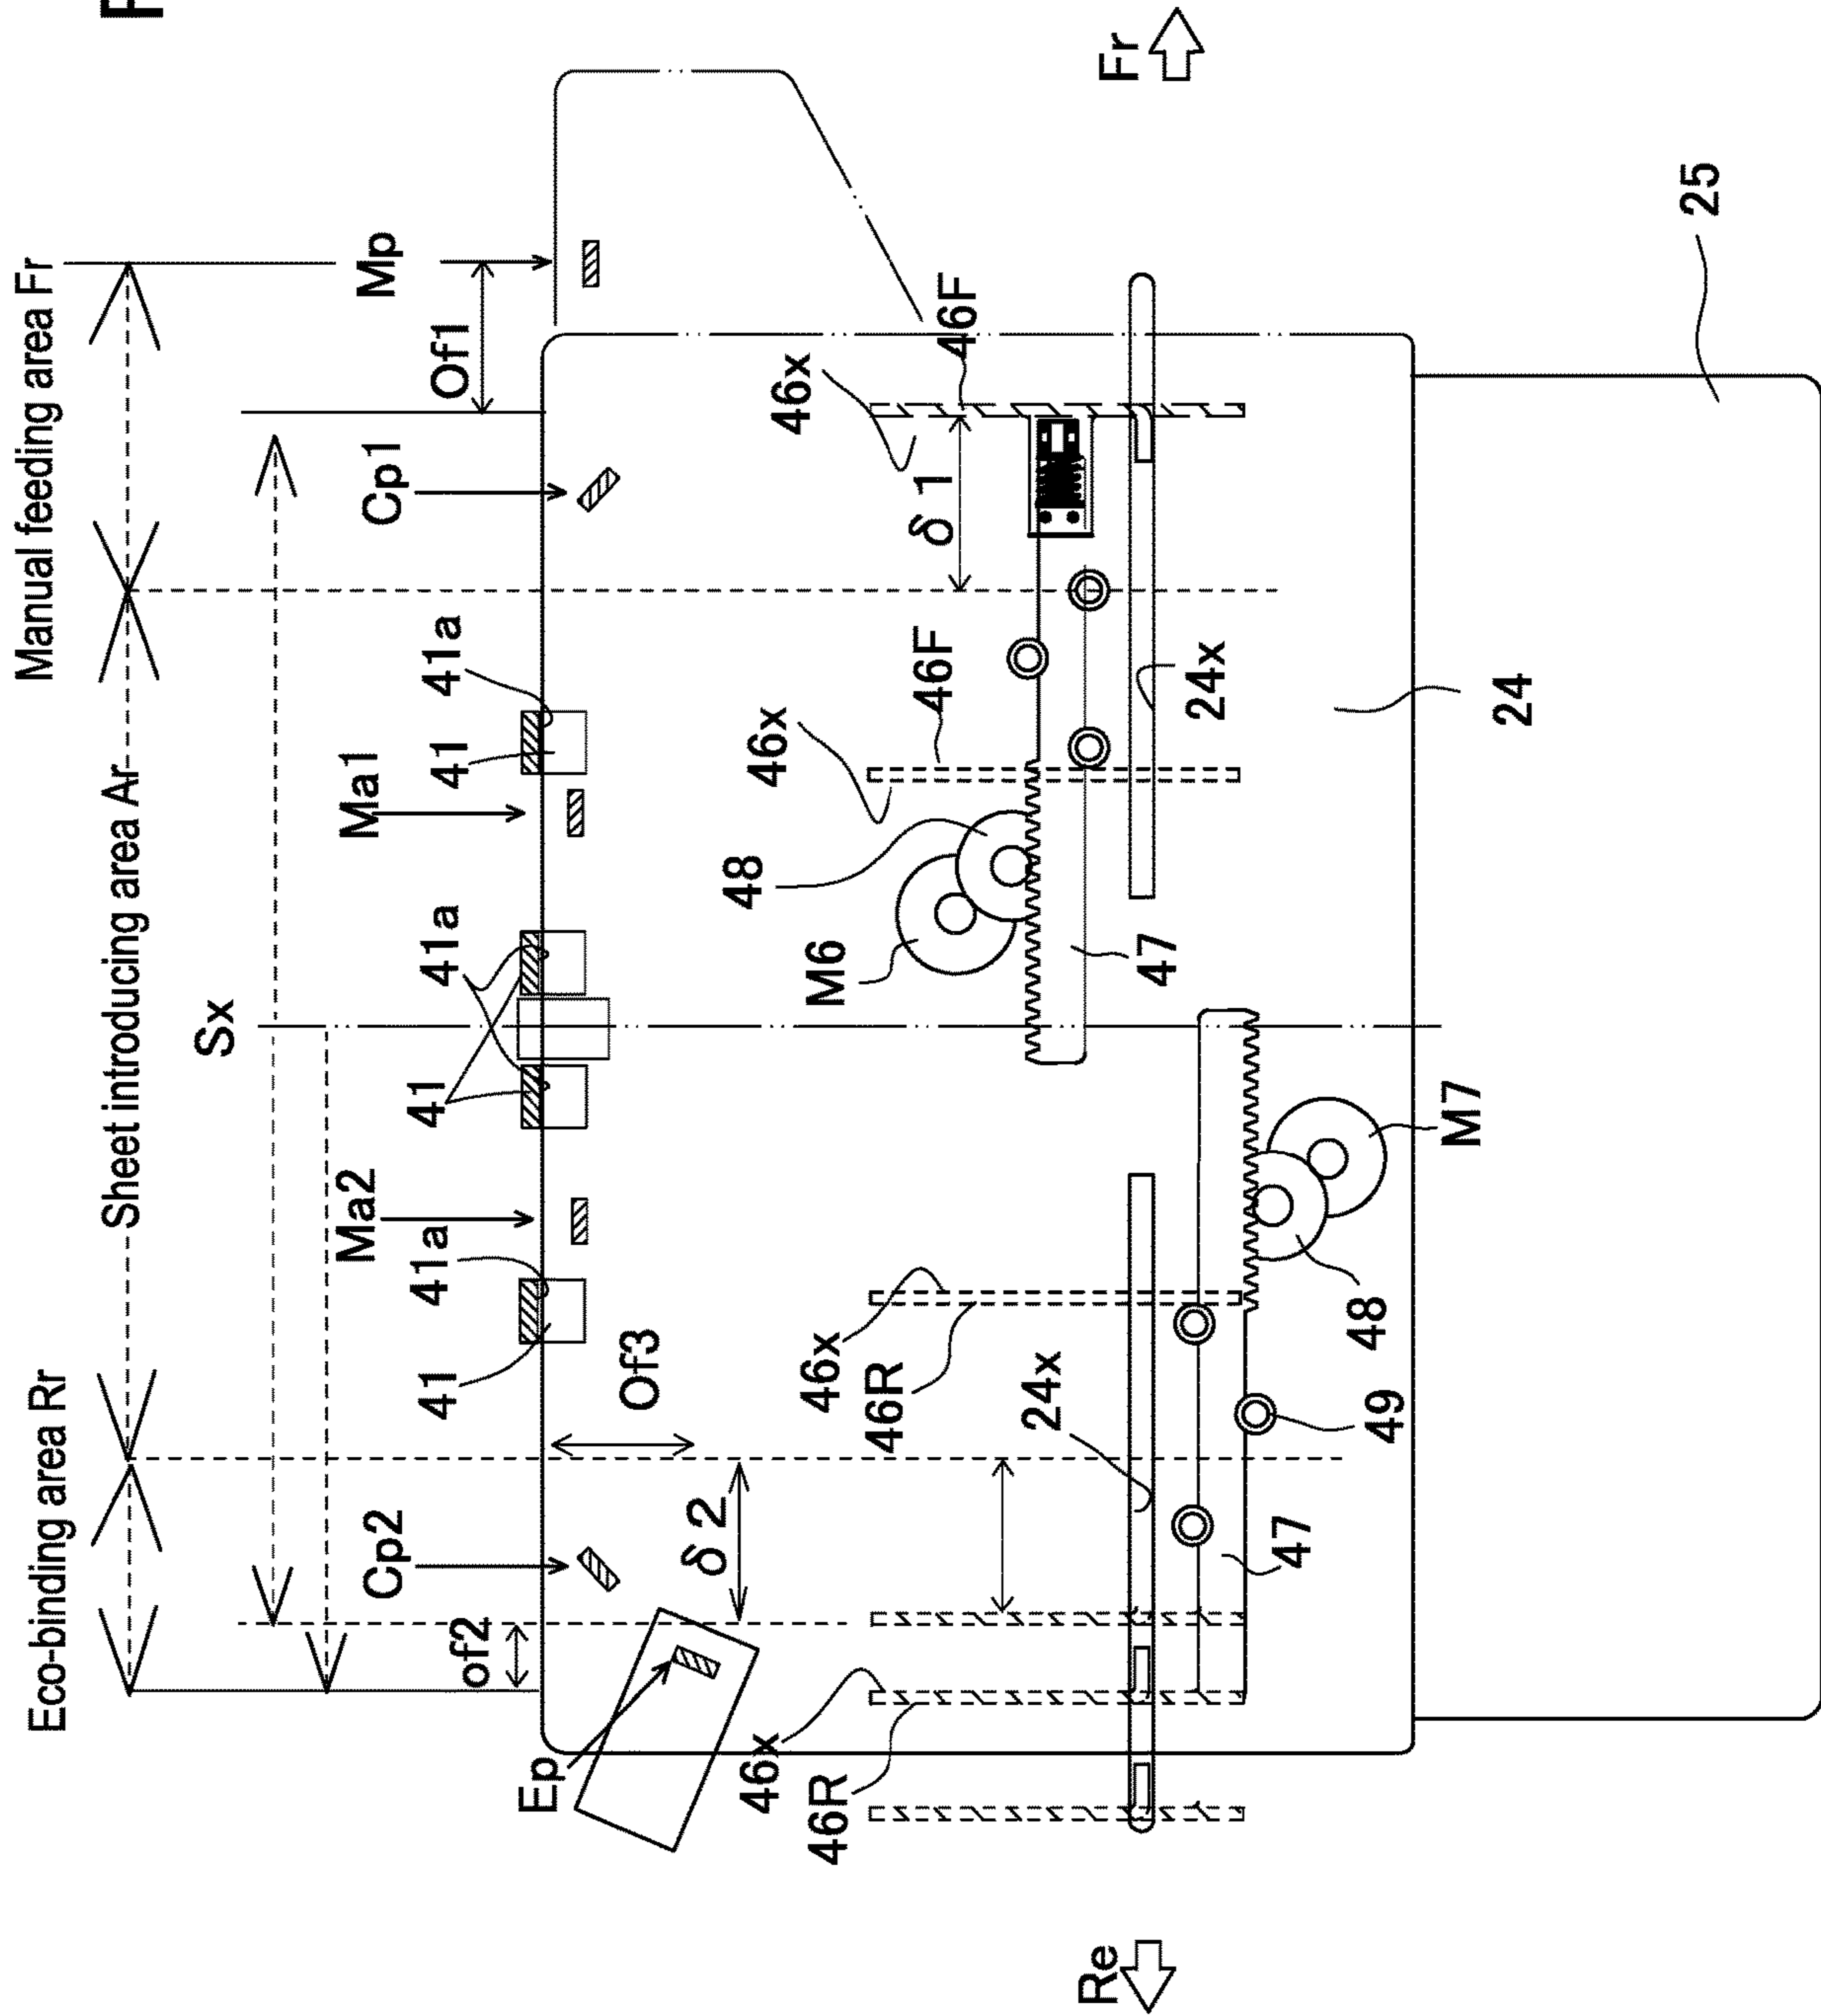 F
Manual feeding area Fr
Sheet introducing area Ar
Eco-binding area Rr
Sx
Mp
Of1
Cp1
41a
41
Ma1
41a
41
Ma2
41a
41
Cp2
of2
Of3
δ2
Ep
Fr
46F
46x
δ1
46F
46x
24x
48
M6
47
24
25
M7
48
49
47
46x
46R
24x
46x
46R
Re